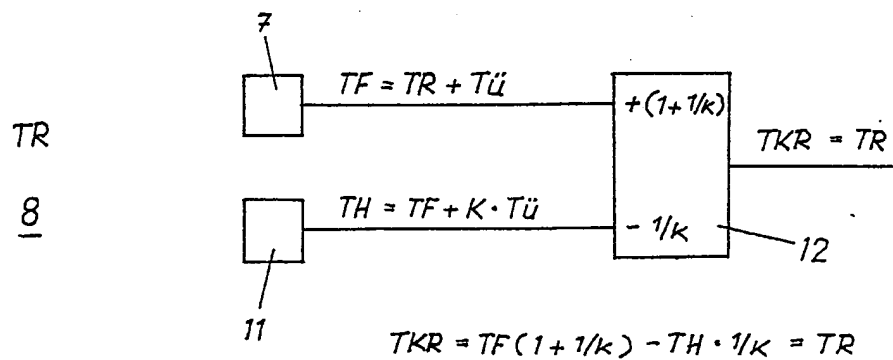 7
TF = TR + Tü
+(1+1/K)
TR
TKR = TR
8
TH = TF + K · Tü
- 1/K
12
11
TKR = TF(1+1/K) - TH · 1/K = TR